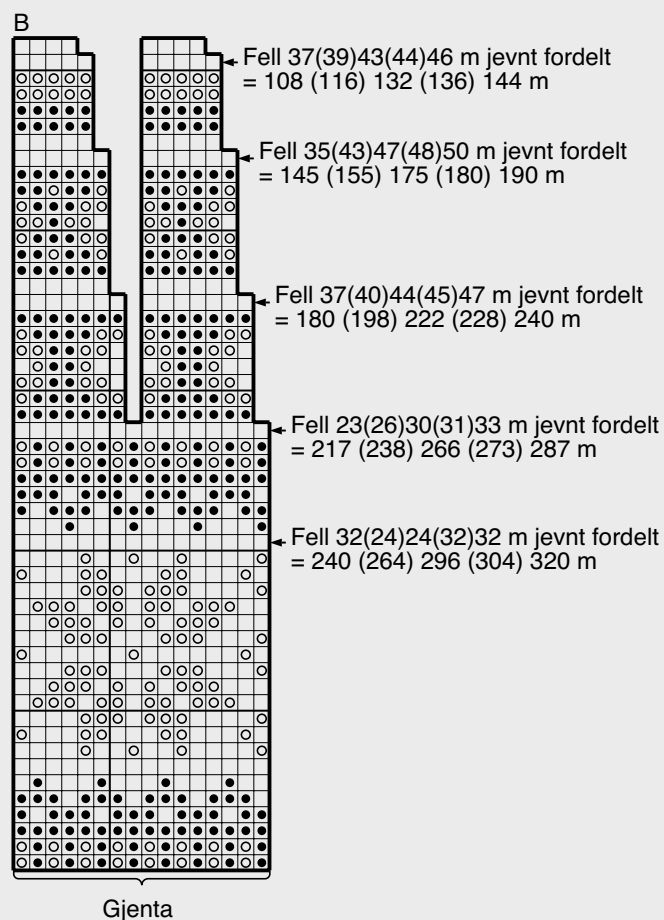 B
Fell 37(39)43(44)46 m jevnt fordelt
= 108 (116) 132 (136) 144 m
Fell 35(43)47(48)50 m jevnt fordelt
= 145 (155) 175 (180) 190 m
Fell 37(40)44(45)47 m jevnt fordelt
= 180 (198) 222 (228) 240 m
Fell 23(26)30(31)33 m jevnt fordelt
= 217 (238) 266 (273) 287 m
Fell 32(24)24(32)32 m jevnt fordelt
= 240 (264) 296 (304) 320 m
Gjenta